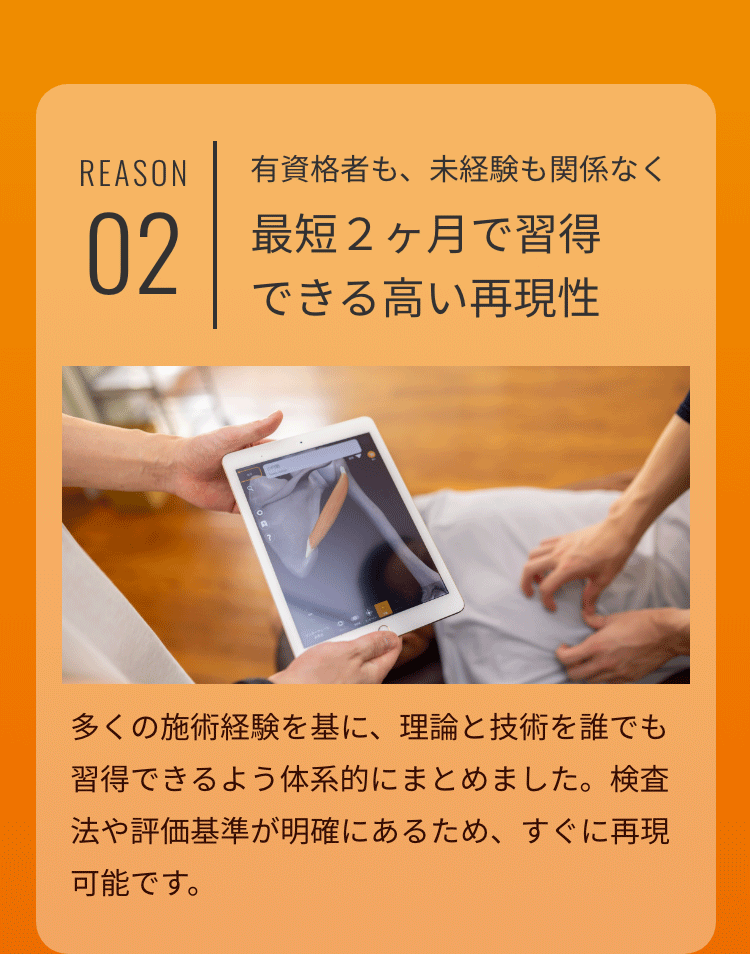 REASON
02
有資格者も、未経験も関係なく
最短２ヶ月で習得
できる高い再現性
多くの施術経験を基に、理論と技術を誰でも
習得できるよう体系的にまとめました。検査
法や評価基準が明確にあるため、すぐに再現
可能です。